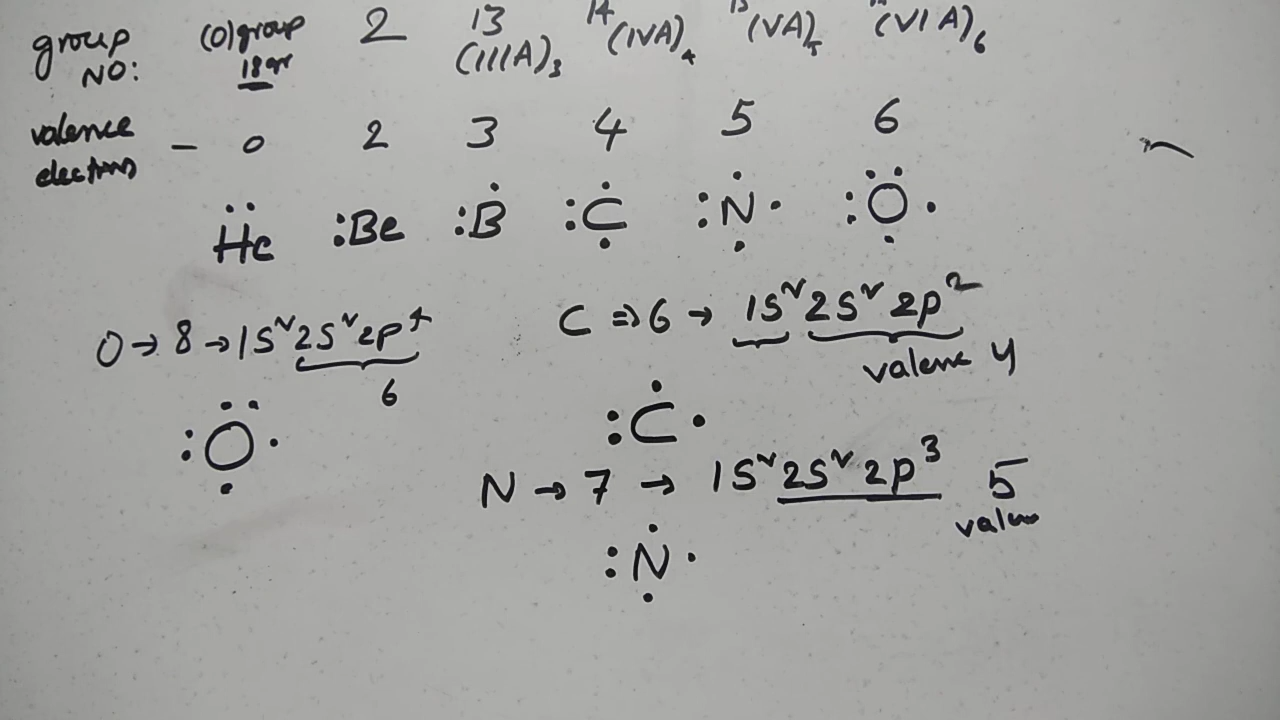 group (0)group 2 13 14 15
NO: 18gr (IIIA)3 (IVA)4 (VA)5 (VIA)6
valence
electrons – 0 2 3 4 5 6
He :Be :B :C :N· :O·
O → 8 → 1S² 2S² 2P⁴ C ⇒ 6 → 1S² 2S² 2P²
6 valence 4
:O· :C·
N → 7 → 1S² 2S² 2P³ 5
:N·